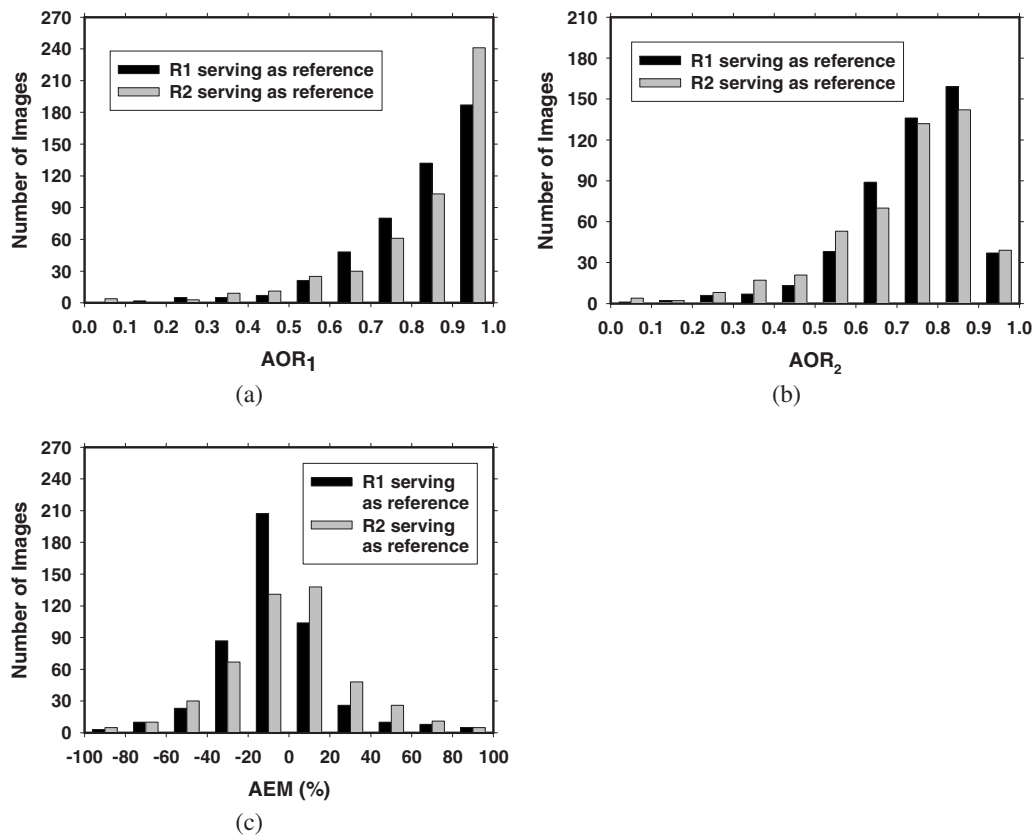 270
240
210
180
150
120
90
60
30
0
Number of Images
R1 serving as reference
R2 serving as reference
0.0 0.1 0.2 0.3 0.4 0.5 0.6 0.7 0.8 0.9 1.0
AOR1
(a)
210
180
150
120
90
60
30
0
Number of Images
R1 serving as reference
R2 serving as reference
0.0 0.1 0.2 0.3 0.4 0.5 0.6 0.7 0.8 0.9 1.0
AOR2
(b)
270
240
210
180
150
120
90
60
30
0
Number of Images
R1 serving
as reference
R2 serving
as reference
-100 -80 -60 -40 -20 0 20 40 60 80 100
AEM (%)
(c)